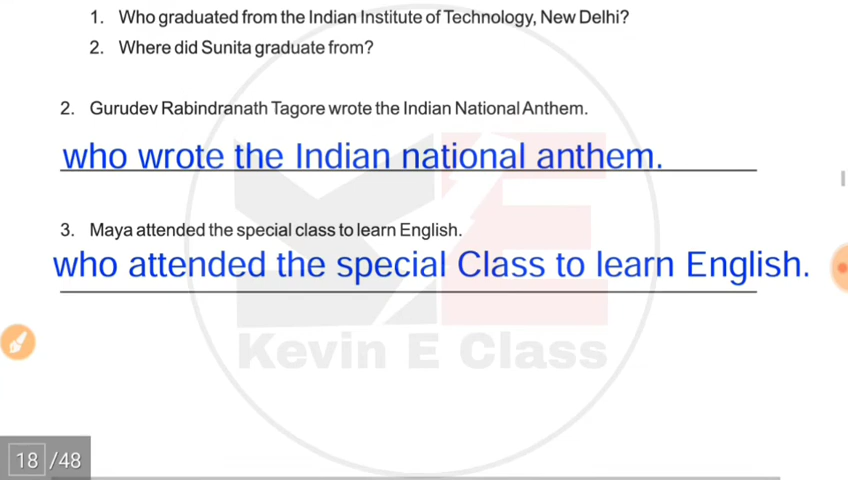 1. Who graduated from the Indian Institute of Technology, New Delhi?
2. Where did Sunita graduate from?
2. Gurudev Rabindranath Tagore wrote the Indian National Anthem.
who wrote the Indian national anthem.
3. Maya attended the special class to learn English.
who attended the special Class to learn English.
Kevin E Class
18 /48